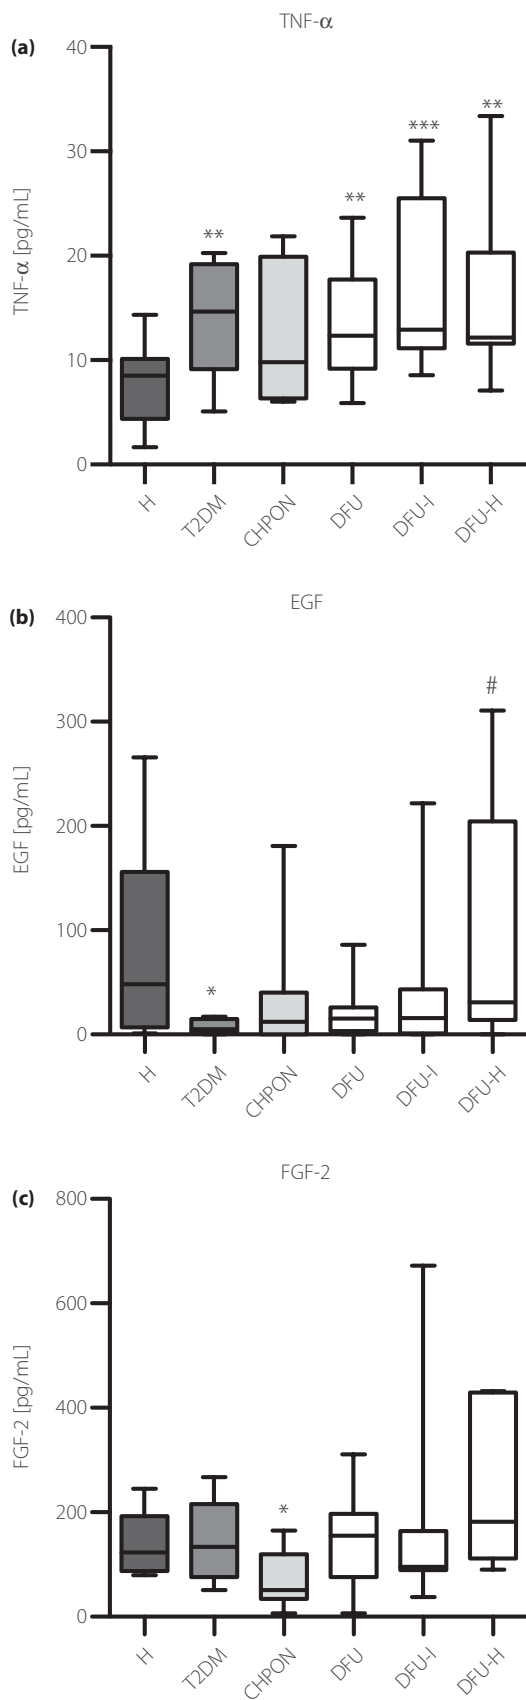 TNF-α
(a)
40
30
20
10
0
TNF-α [pg/mL]
**
**
***
**
H
T2DM
CHPON
DFU
DFU-I
DFU-H
EGF
(b)
400
300
200
100
0
EGF [pg/mL]
*
#
H
T2DM
CHPON
DFU
DFU-I
DFU-H
FGF-2
(c)
800
600
400
200
0
FGF-2 [pg/mL]
*
H
T2DM
CHPON
DFU
DFU-I
DFU-H